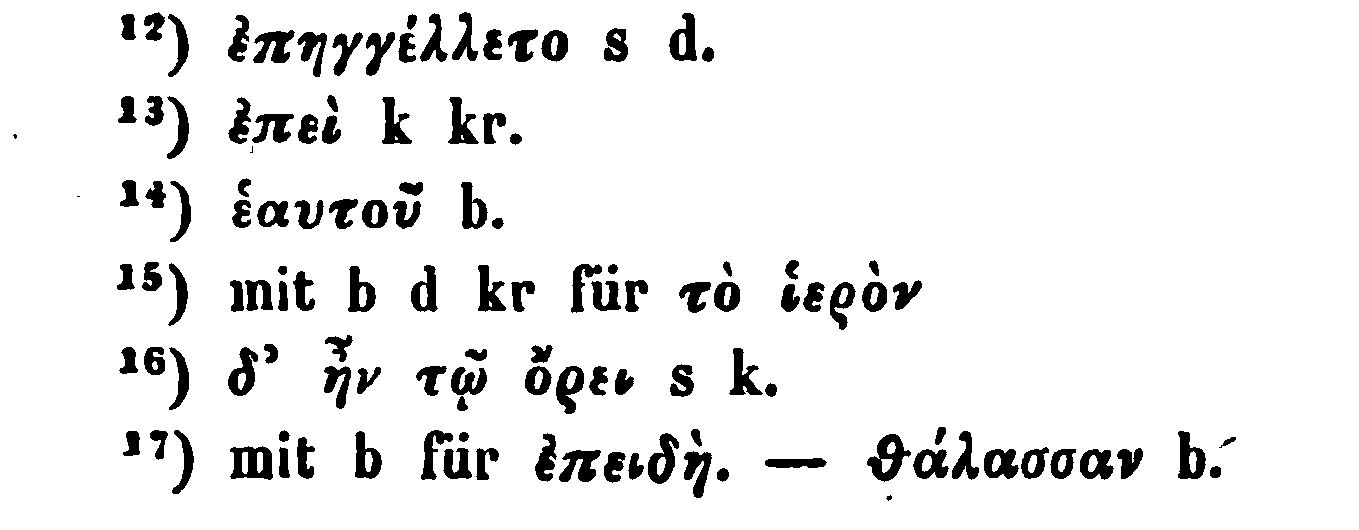 ¹²) ἐπηγγέλλετο s d.
¹³) ἐπεὶ k kr.
¹⁴) ἑαυτοῦ b.
¹⁵) mit b d kr für τὸ ἱερὸν
¹⁶) δ’ ἦν τῷ ὄρει s k.
¹⁷) mit b für ἐπειδὴ. — θάλασσαν b.